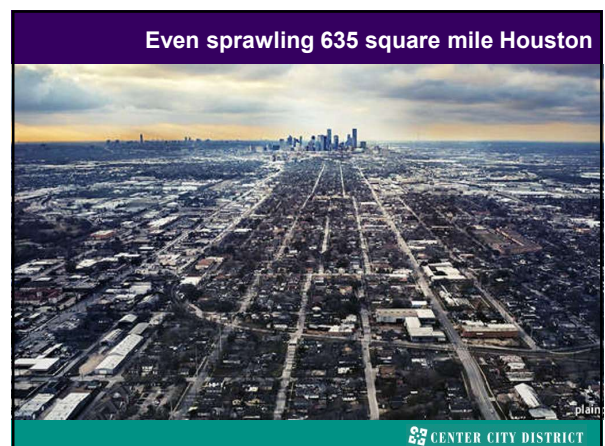 Even sprawling 635 square mile Houston
plain
CENTER CITY DISTRICT